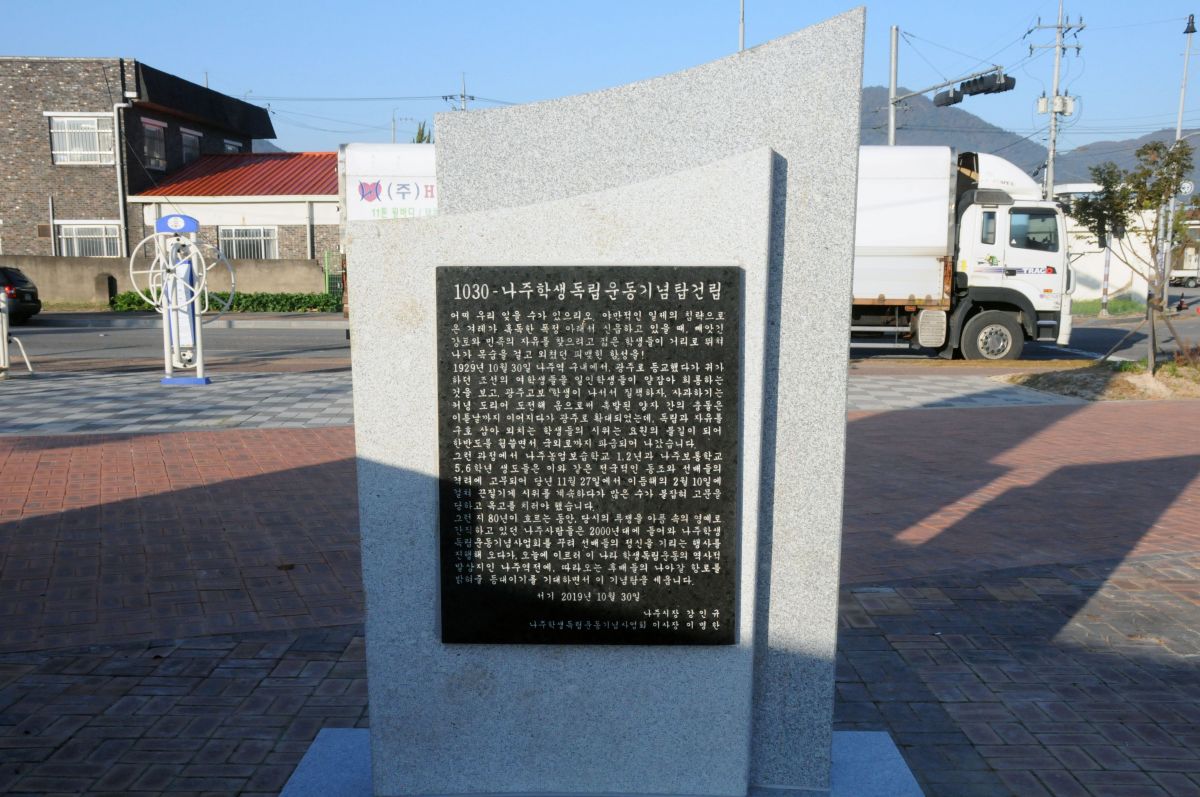 1030-나주학생독립운동기념탑건립
어찌 우리 잊을 수가 있으리오, 야만적인 일제의 침략으로
온 겨레가 혹독한 폭정 아래서 신음하고 있을 때, 빼앗긴
강토와 민족의 자유를 찾으려고 젊은 학생들이 거리로 뛰쳐
나가 목숨을 걸고 외쳤던 피맺힌 함성을!
1929년 10월 30일 나주역 구내에서, 광주로 등교했다가 귀가
하던 조선의 여학생들을 일인학생들이 앞잡아 희롱하는
것을 보고, 광주고보 학생이 나서서 질책하자, 사과하기는
커녕 도리어 도전해 옴으로써 촉발된 양자 간의 충돌은
이튿날까지 이어지다가 광주로 확대되었는데, 독립과 자유를
구호 삼아 외치는 학생들의 시위는 요원의 불길이 되어
한반도를 휩쓸면서 국외로까지 파급되어 나갔습니다.
그런 과정에서 나주농업보습학교 1.2년과 나주보통학교
5.6학년 생도들은 이와 같은 전국적인 동조와 선배들의
격려에 고무되어 당년 11월 27일에서 이듬해의 2월 10일에
걸쳐 끈질기게 시위를 계속하다가 많은 수가 붙잡혀 고문을
당하고 옥고를 치러야 했습니다.
그런 지 80년이 흐르는 동안, 당시의 투쟁을 아픔 속의 명예로
간직하고 있던 나주사람들은 2000년대에 들어와 나주학생
독립운동기념사업회를 꾸려 선배들의 정신을 기리는 행사를
진행해 오다가, 오늘에 이르러 이 나라 학생독립운동의 역사적
발상지인 나주역전에, 따라오는 후배들의 나아갈 항로를
밝혀줄 등대이기를 기대하면서 이 기념탑을 세웁니다.
서기 2019년 10월 30일
나주시장 강인규
나주학생독립운동기념사업회 이사장 이명한
(주) H
11톤 윙바디
TRAGO